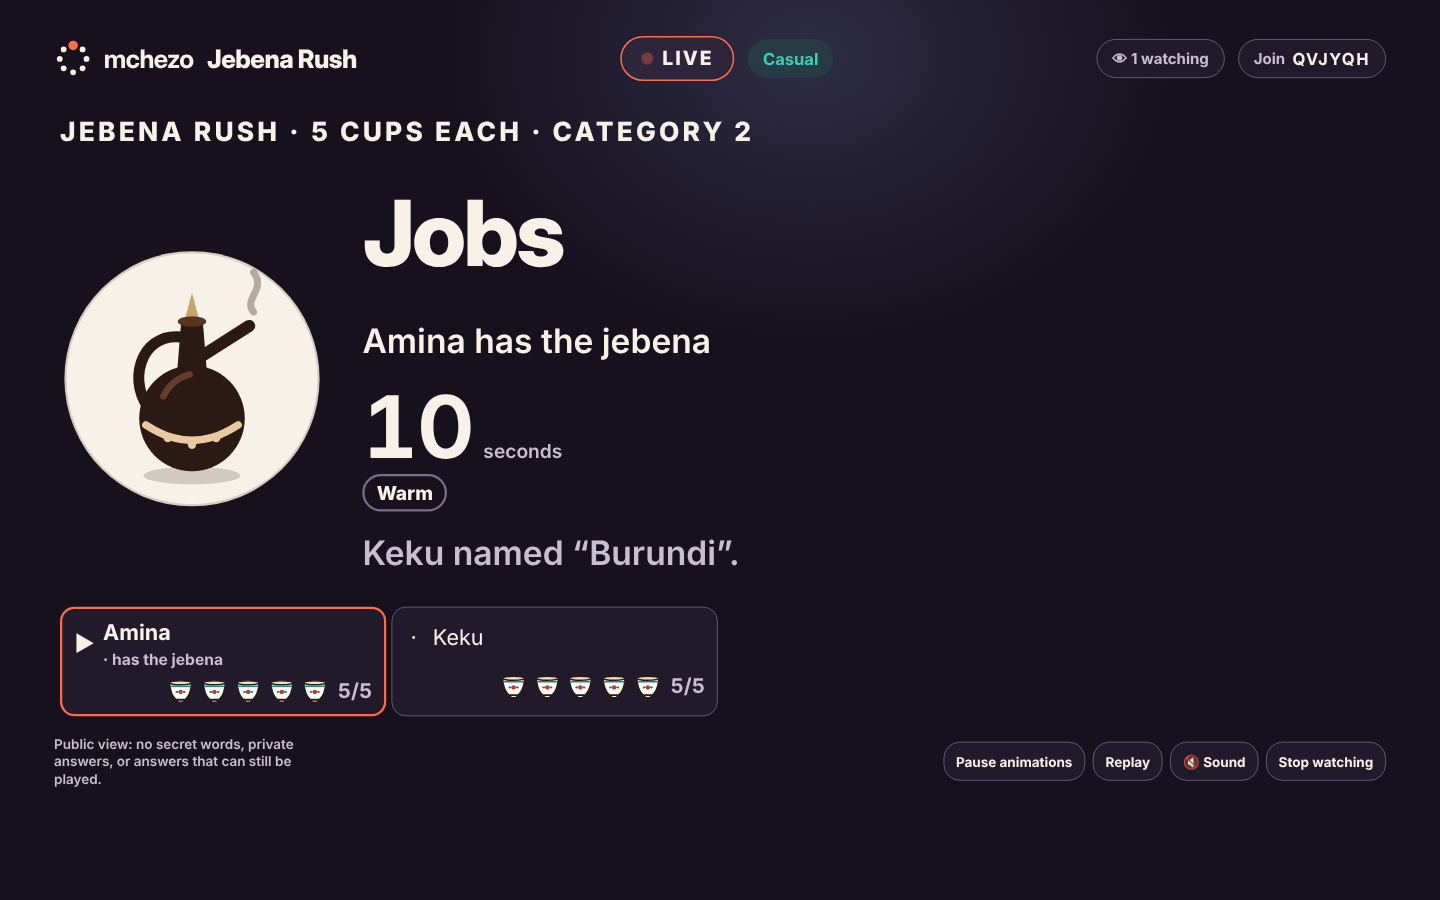 mchezo Jebena Rush
LIVE
Casual
1 watching
Join QVJYQH
JEBENA RUSH · 5 CUPS EACH · CATEGORY 2
Jobs
Amina has the jebena
10 seconds
Warm
Keku named “Burundi”.
Amina
· has the jebena
5/5
· Keku
5/5
Public view: no secret words, private
answers, or answers that can still be
played.
Pause animations
Replay
Sound
Stop watching